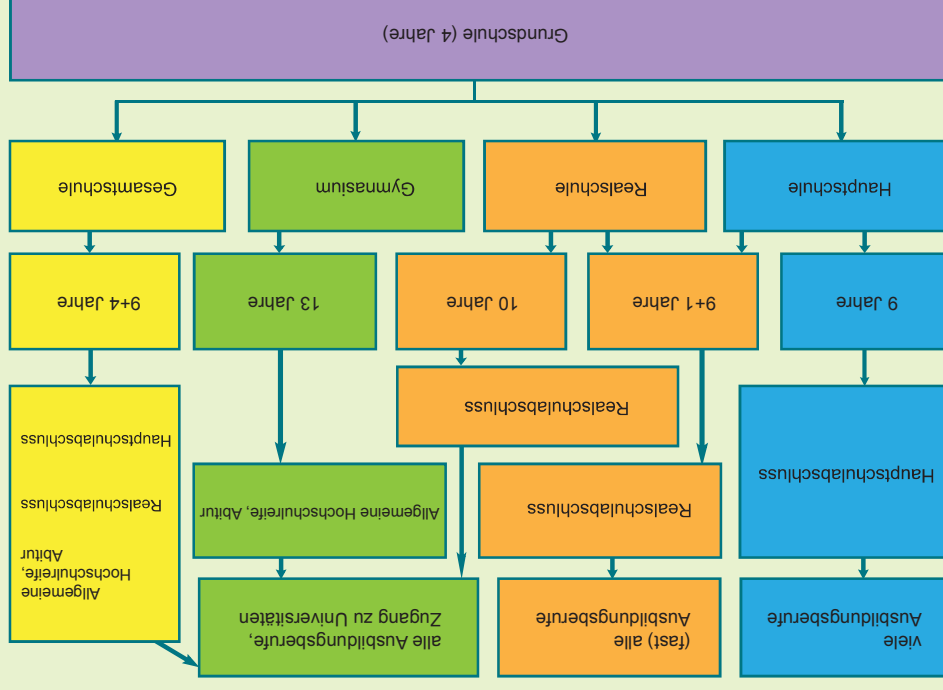 viele
Ausbildungsberufe
(fast) alle
Ausbildungsberufe
alle Ausbildungsberufe,
Zugang zu Universitäten
Hauptschulabschluss
Realschulabschluss
Allgemeine Hochschulreife, Abitur
Allgemeine
Hochschulreife,
Abitur
Realschulabschluss
Hauptschulabschluss
Realschulabschluss
9 Jahre
9+1 Jahre
10 Jahre
13 Jahre
9+4 Jahre
Hauptschule
Realschule
Gymnasium
Gesamtschule
Grundschule (4 Jahre)